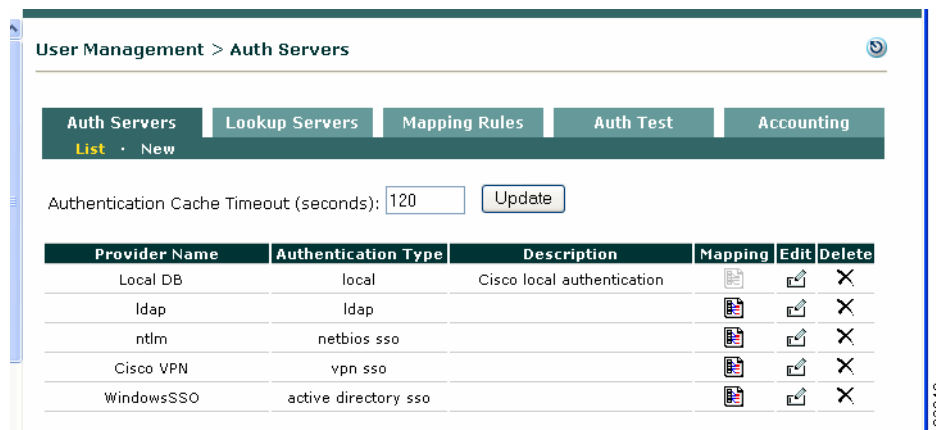 User Management > Auth Servers
Auth Servers Lookup Servers Mapping Rules Auth Test Accounting
List · New
Authentication Cache Timeout (seconds): 120 Update
Provider Name Authentication Type Description Mapping Edit Delete
Local DB local Cisco local authentication
ldap ldap
ntlm netbios sso
Cisco VPN vpn sso
WindowsSSO active directory sso